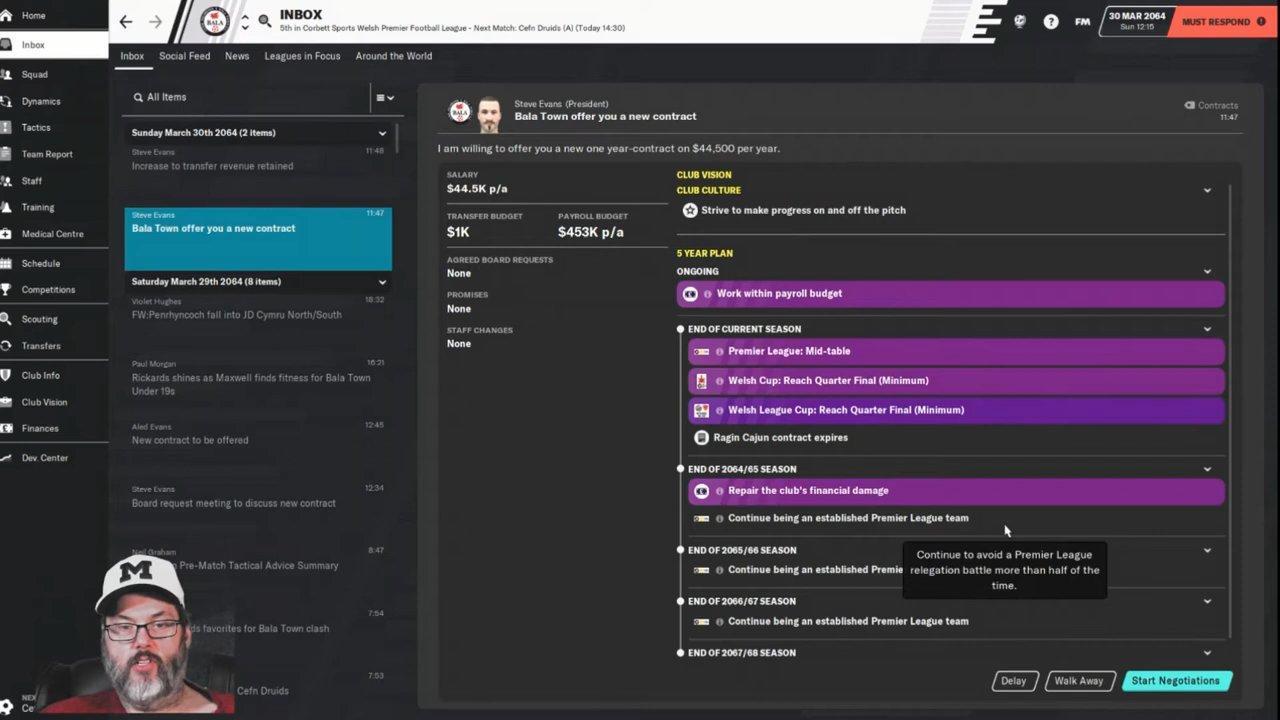 Home
INBOX
5th in Corbett Sports Welsh Premier Football League - Next Match: Cefn Druids (A) (Today 14:30)
BALA
FM
30 MAR 2064
Sun 12:15
MUST RESPOND
Inbox
Squad
Dynamics
Tactics
Team Report
Staff
Training
Medical Centre
Schedule
Competitions
Scouting
Transfers
Club Info
Club Vision
Finances
Dev. Center
Inbox Social Feed News Leagues in Focus Around the World
All Items
Sunday March 30th 2064 (2 items)
Steve Evans 11:48
Increase to transfer revenue retained
Steve Evans 11:47
Bala Town offer you a new contract
Saturday March 29th 2064 (8 items)
Violet Hughes 18:32
FW:Penrhyncoch fall into JD Cymru North/South
Paul Morgan 16:21
Rickards shines as Maxwell finds fitness for Bala Town
Under 19s
Aled Evans 12:45
New contract to be offered
Steve Evans 12:34
Board request meeting to discuss new contract
Neil Graham 8:47
Pre-Match Tactical Advice Summary
7:54
favorites for Bala Town clash
7:53
Cefn Druids
M
BALA
Steve Evans (President)
Bala Town offer you a new contract
Contracts
11:47
I am willing to offer you a new one year-contract on $44,500 per year.
SALARY
$44.5K p/a
TRANSFER BUDGET PAYROLL BUDGET
$1K $453K p/a
AGREED BOARD REQUESTS
None
PROMISES
None
STAFF CHANGES
None
CLUB VISION
CLUB CULTURE
Strive to make progress on and off the pitch
5 YEAR PLAN
ONGOING
Work within payroll budget
END OF CURRENT SEASON
Premier League: Mid-table
Welsh Cup: Reach Quarter Final (Minimum)
Welsh League Cup: Reach Quarter Final (Minimum)
Ragin Cajun contract expires
END OF 2064/65 SEASON
Repair the club's financial damage
Continue being an established Premier League team
END OF 2065/66 SEASON
Continue being an established Premie
Continue to avoid a Premier League
relegation battle more than half of the
time.
END OF 2066/67 SEASON
Continue being an established Premier League team
END OF 2067/68 SEASON
Delay Walk Away Start Negotiations